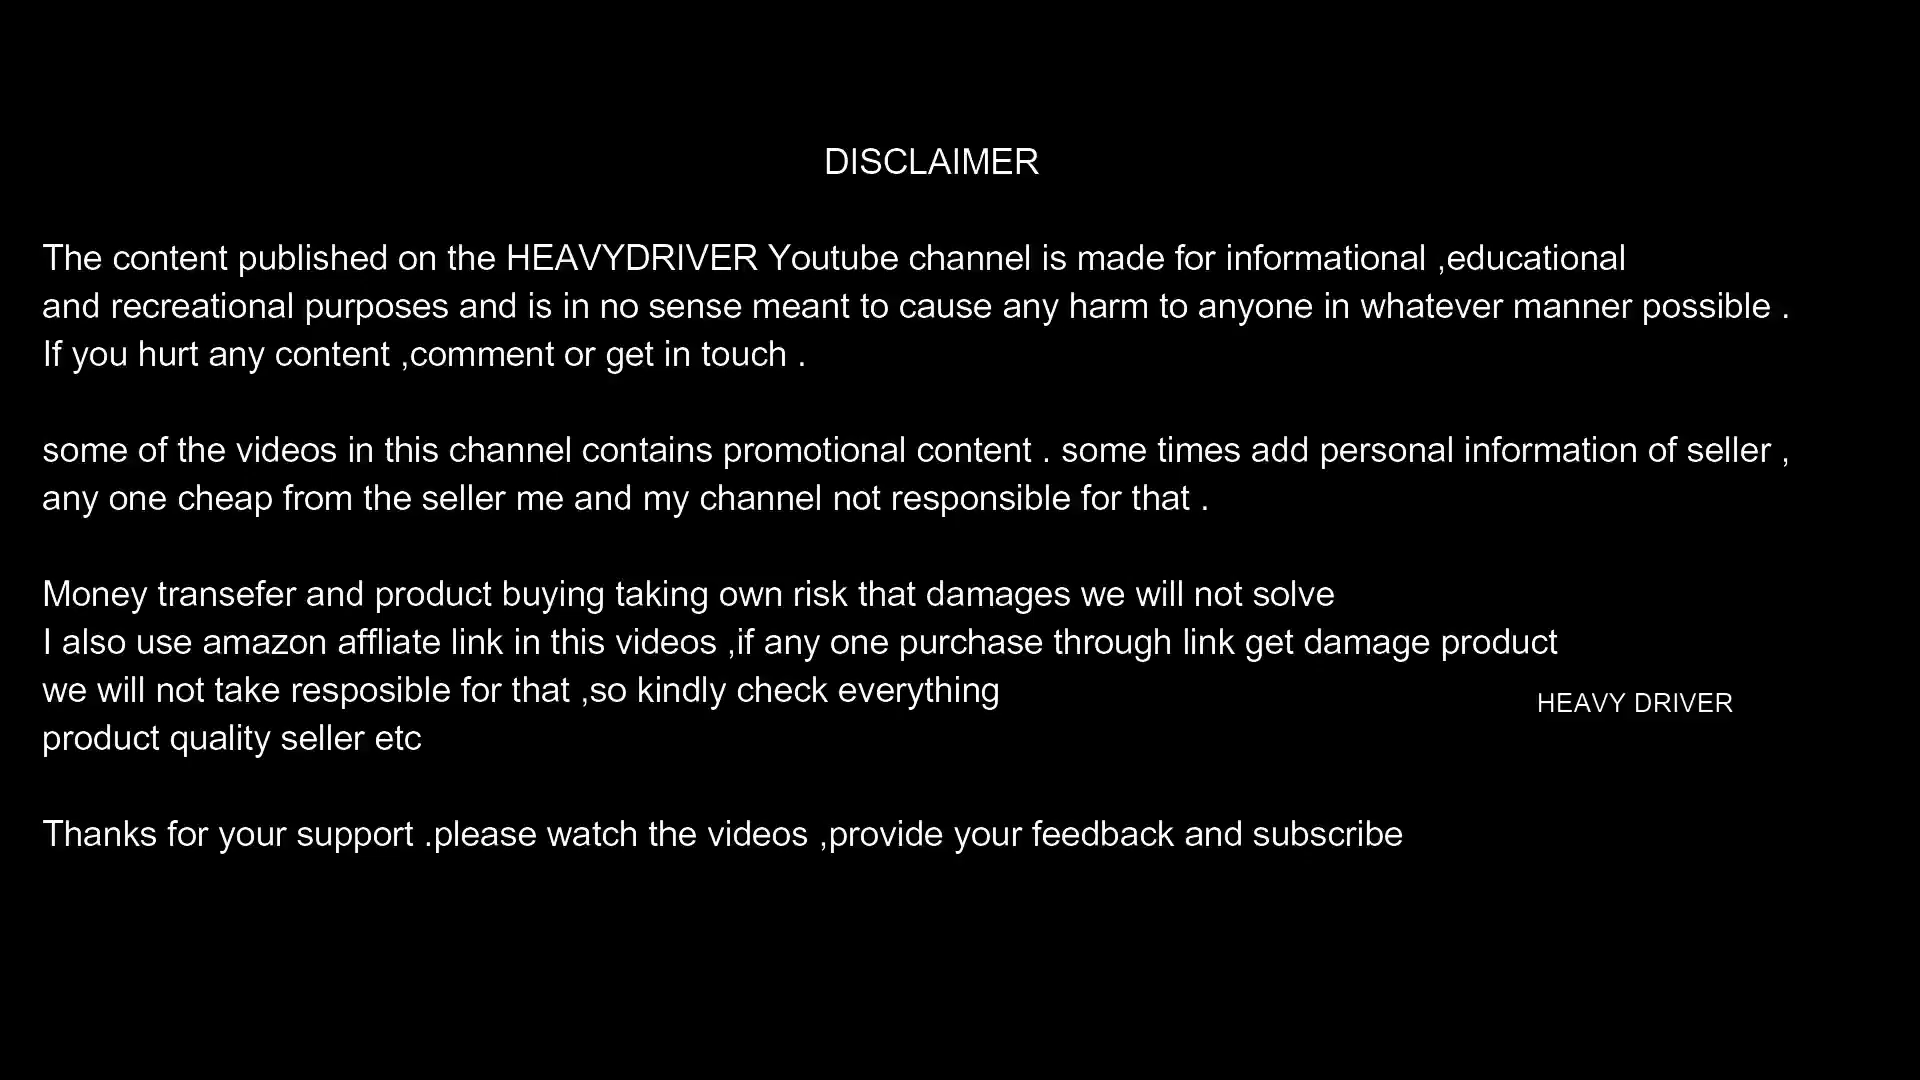 DISCLAIMER
The content published on the HEAVYDRIVER Youtube channel is made for informational ,educational
and recreational purposes and is in no sense meant to cause any harm to anyone in whatever manner possible .
If you hurt any content ,comment or get in touch .
some of the videos in this channel contains promotional content . some times add personal information of seller ,
any one cheap from the seller me and my channel not responsible for that .
Money transefer and product buying taking own risk that damages we will not solve
I also use amazon affliate link in this videos ,if any one purchase through link get damage product
we will not take resposible for that ,so kindly check everything
HEAVY DRIVER
product quality seller etc
Thanks for your support .please watch the videos ,provide your feedback and subscribe